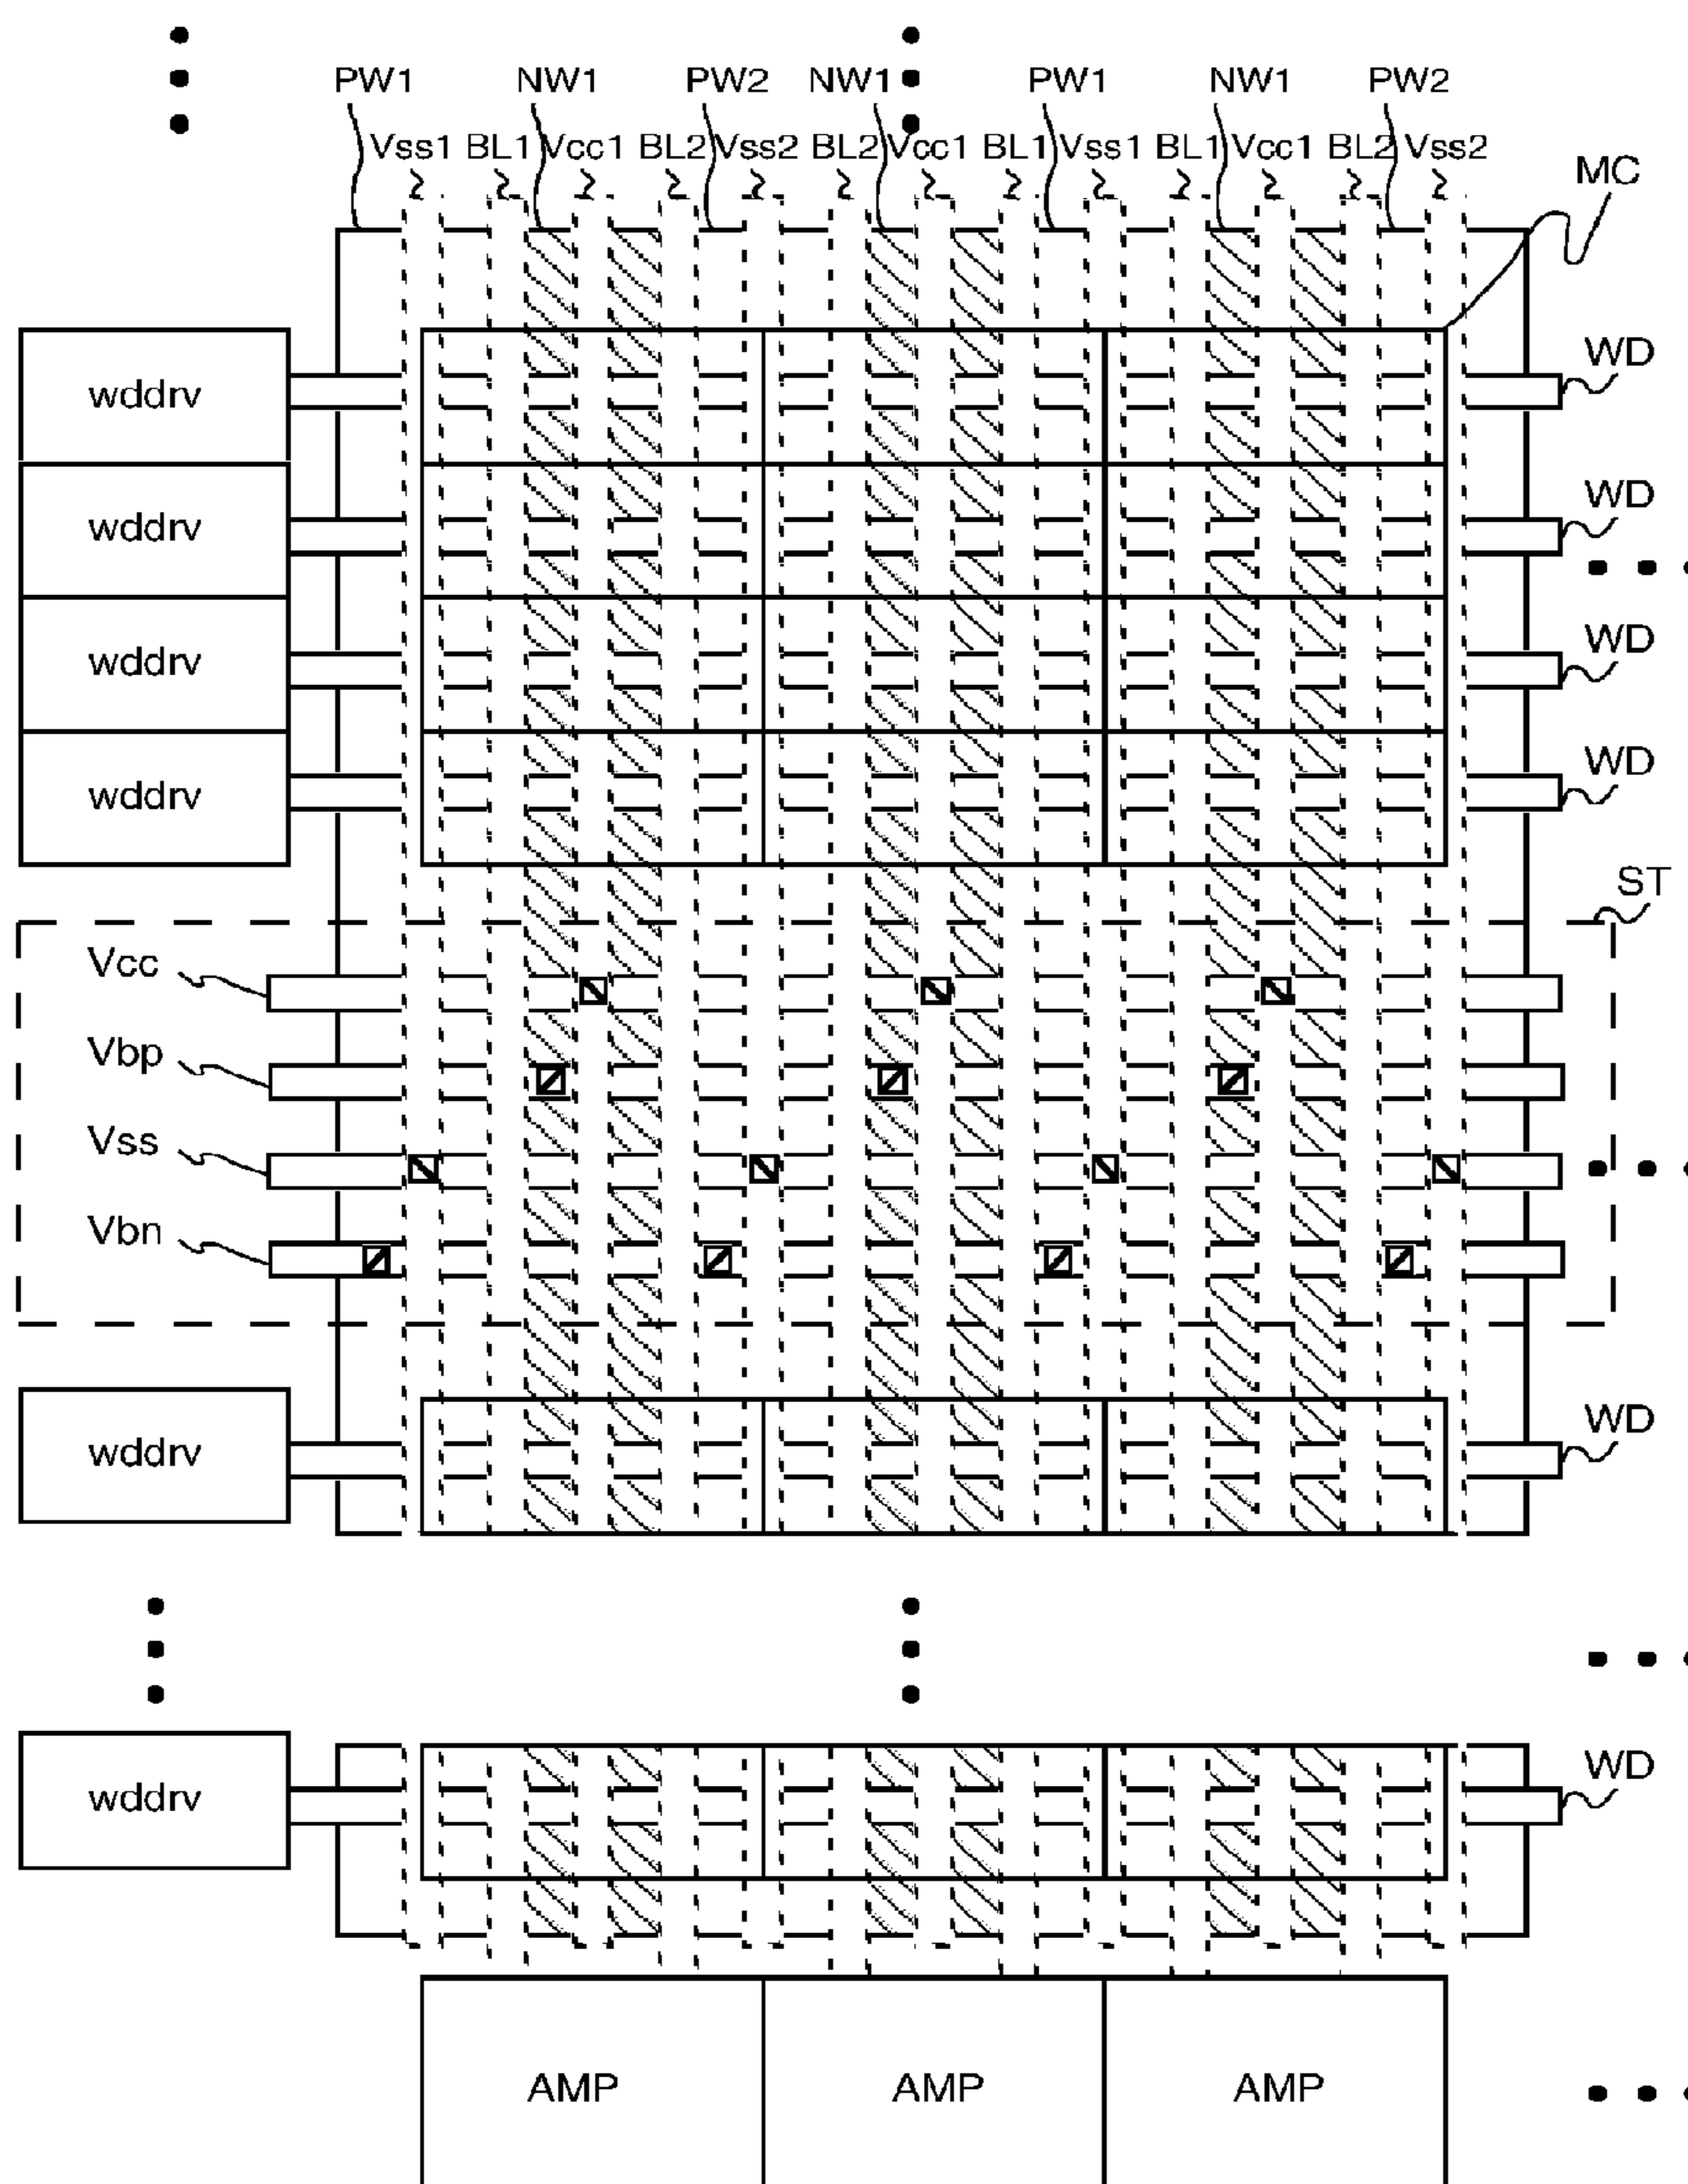 PW1 NW1 PW2 NW1 PW1 NW1 PW2
Vss1 BL1 Vcc1 BL2 Vss2 BL2 Vcc1 BL1 Vss1 BL1 Vcc1 BL2 Vss2
MC
wddrv WD
wddrv WD
wddrv WD
wddrv WD
ST
Vcc
Vbp
Vss
Vbn
wddrv WD
wddrv WD
AMP AMP AMP